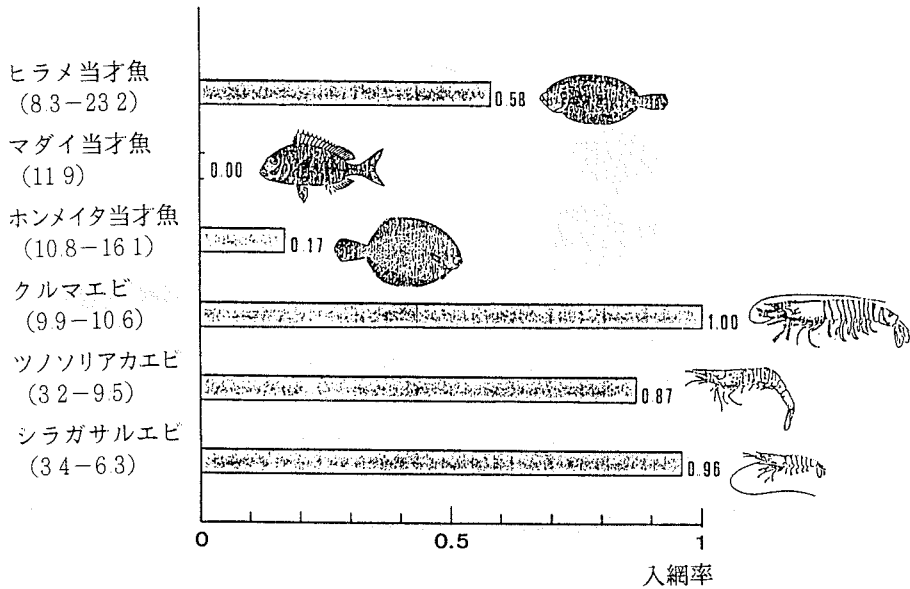 ヒラメ当才魚
(8.3-23 2)
0.58
マダイ当才魚
(11 9)
0.00
ホンメイタ当才魚
(10.8-16 1)
0.17
クルマエビ
(9.9-10 6)
1.00
ツノソリアカエビ
(3 2-9.5)
0.87
シラガサルエビ
(3 4-6.3)
0.96
0
0.5
1
入網率